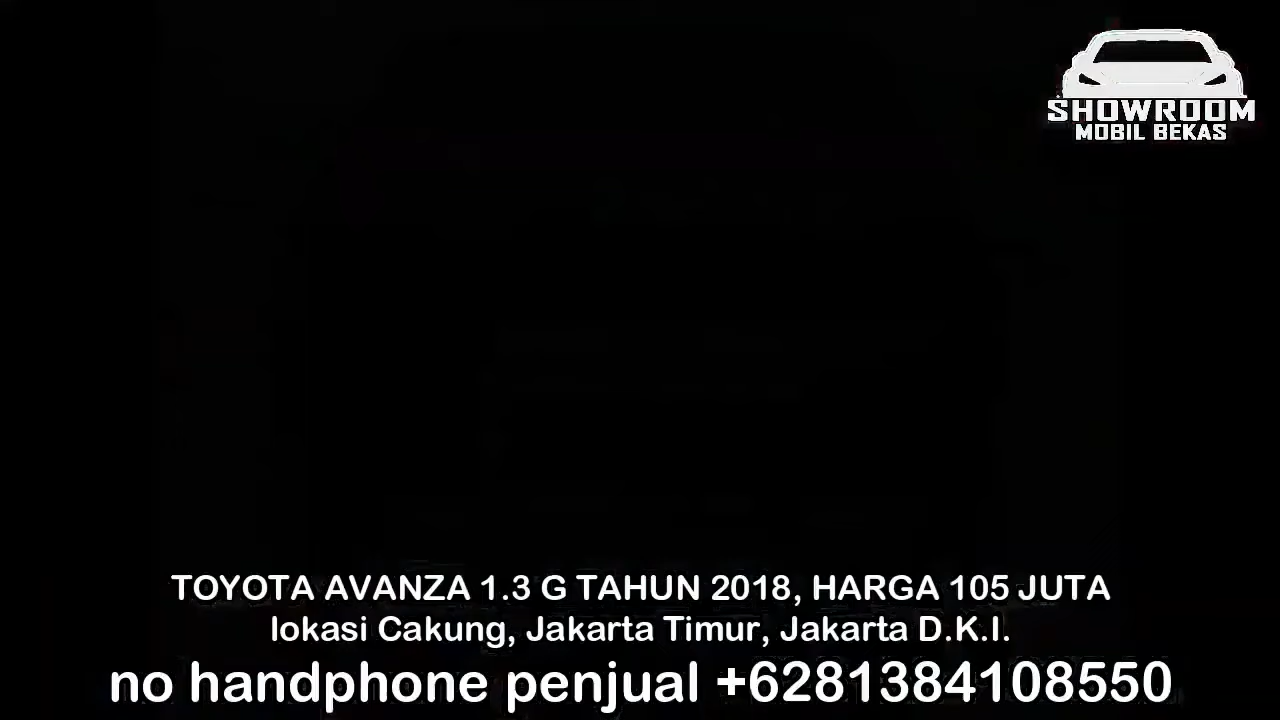 SHOWROOM
MOBIL BEKAS
TOYOTA AVANZA 1.3 G TAHUN 2018, HARGA 105 JUTA
lokasi Cakung, Jakarta Timur, Jakarta D.K.I.
no handphone penjual +6281384108550